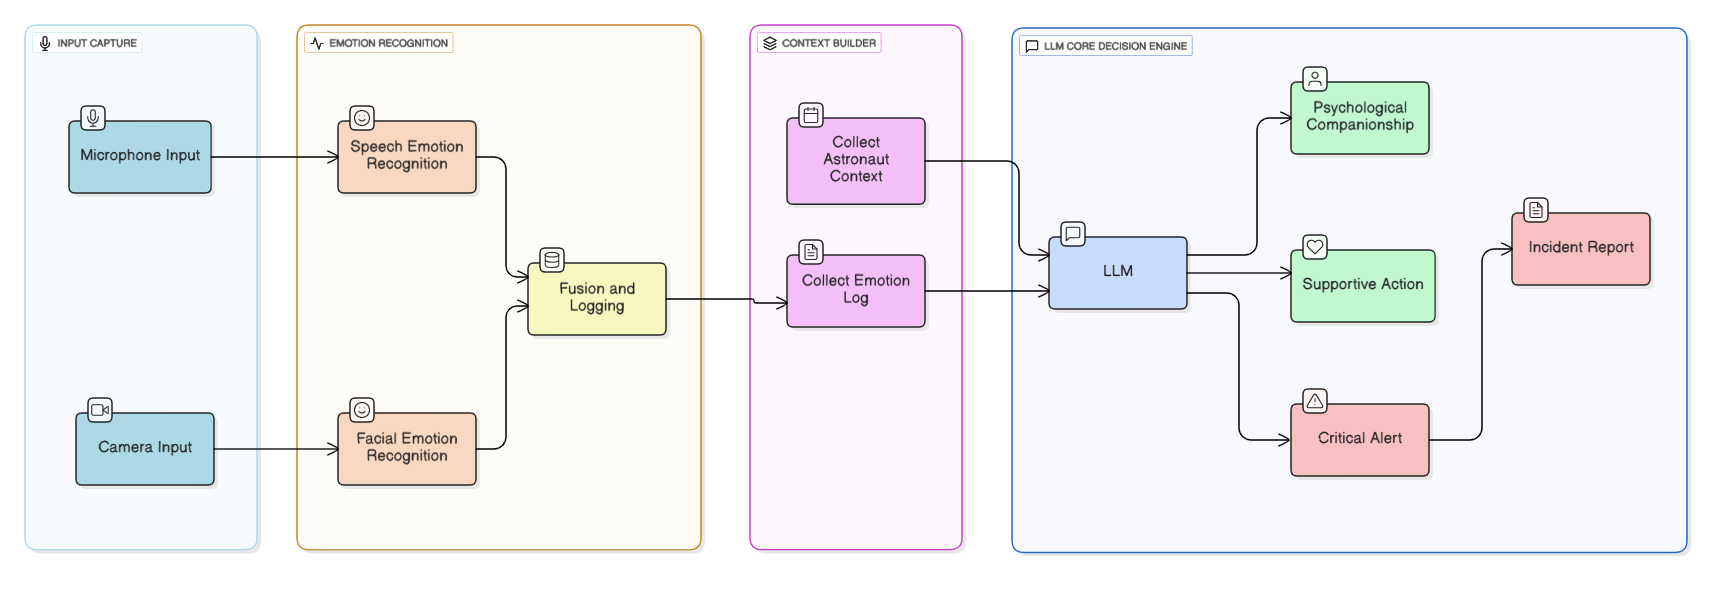 INPUT CAPTURE
Microphone Input
Camera Input
EMOTION RECOGNITION
Speech Emotion
Recognition
Facial Emotion
Recognition
Fusion and
Logging
CONTEXT BUILDER
Collect
Astronaut
Context
Collect Emotion
Log
LLM CORE DECISION ENGINE
LLM
Psychological
Companionship
Supportive Action
Critical Alert
Incident Report